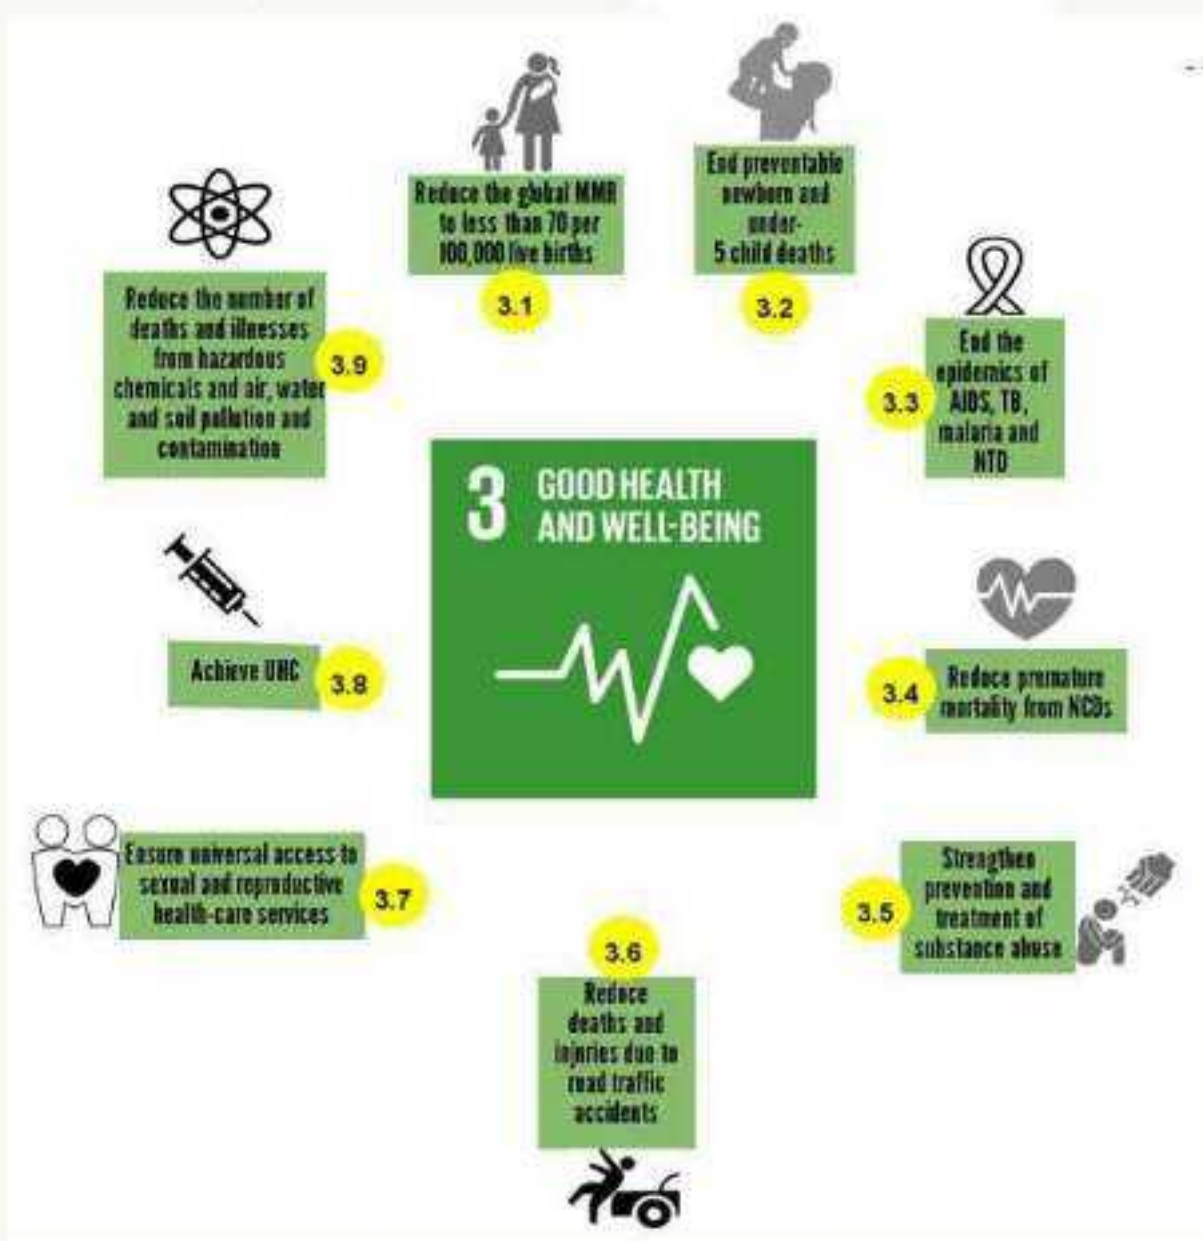 Reduce the global MMR
to less than 70 per
100,000 live births
3.1
End preventable
newborn and
under-
5 child deaths
3.2
End the
epidemics of
AIDS, TB,
malaria and
NTD
3.3
Reduce premature
mortality from NCDs
3.4
Strengthen
prevention and
treatment of
substance abuse
3.5
3.6
Reduce
deaths and
injuries due to
road traffic
accidents
Ensure universal access to
sexual and reproductive
health-care services
3.7
Achieve UHC
3.8
Reduce the number of
deaths and illnesses
from hazardous
chemicals and air, water
and soil pollution and
contamination
3.9
3 GOOD HEALTH
AND WELL-BEING